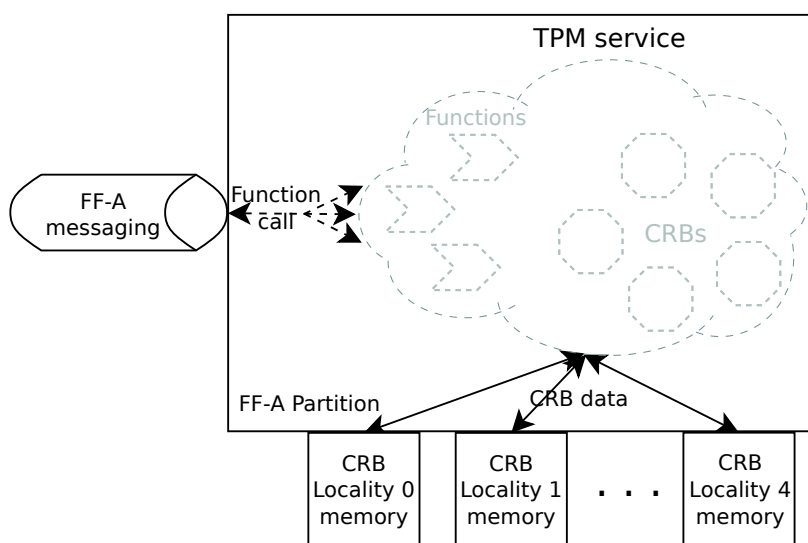 TPM service
Functions
FF-A
messaging
Function
call
CRBs
FF-A Partition
CRB data
CRB
Locality 0
memory
CRB
Locality 1
memory
. . .
CRB
Locality 4
memory